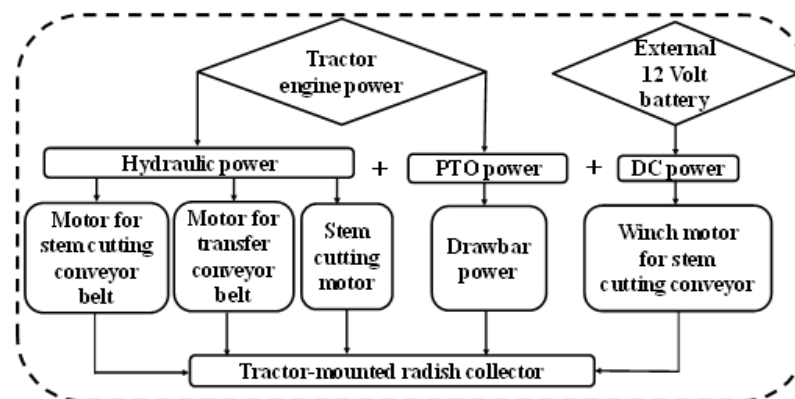 Tractor
engine power
External
12 Volt
battery
Hydraulic power
+
PTO power
+
DC power
Motor for
stem cutting
conveyor
belt
Motor for
transfer
conveyor
belt
Stem
cutting
motor
Drawbar
power
Winch motor
for stem
cutting conveyor
Tractor-mounted radish collector